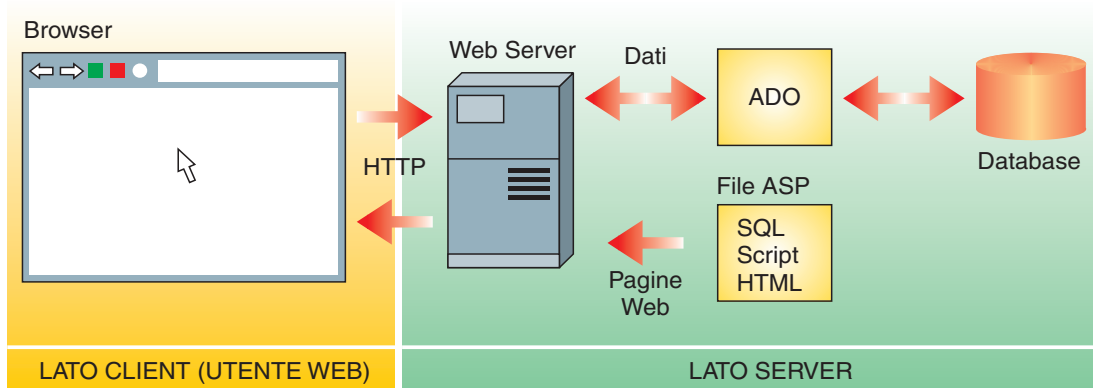 Browser
HTTP
Web Server
Dati
ADO
Database
File ASP
SQL
Script
HTML
Pagine
Web
LATO CLIENT (UTENTE WEB)
LATO SERVER